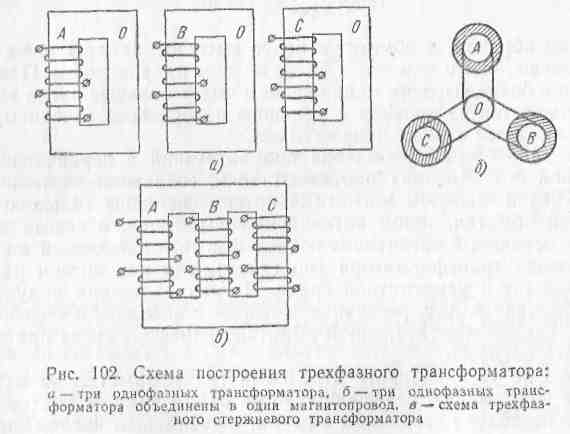 A O B O C O
а)
A
O
C B
б)
A B C
в)
Рис. 102. Схема построения трехфазного трансформатора:
а — три однофазных трансформатора, б — три однофазных транс-
форматора объединены в один магнитопровод, в — схема трехфаз-
ного стержневого трансформатора